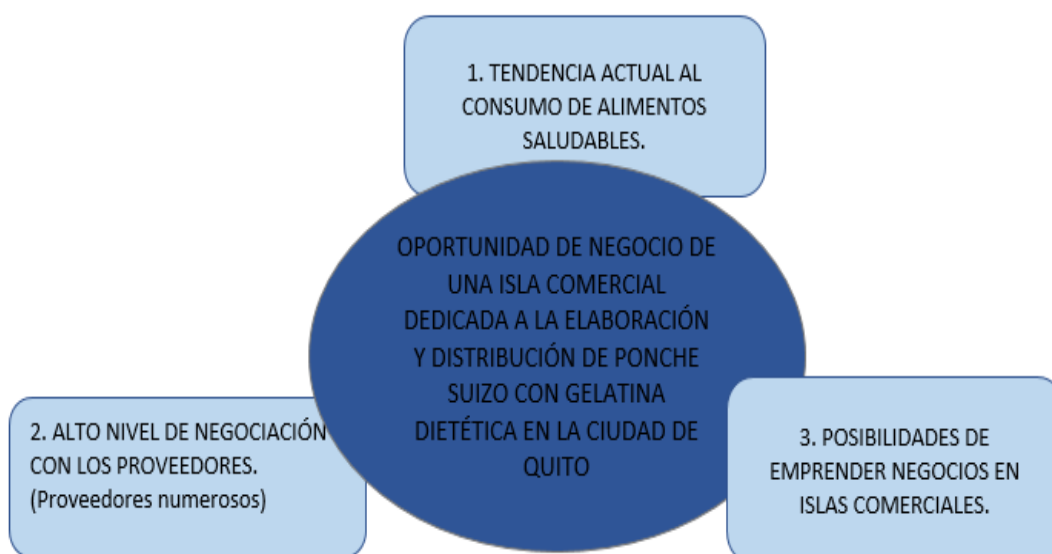 1. TENDENCIA ACTUAL AL
CONSUMO DE ALIMENTOS
SALUDABLES.
OPORTUNIDAD DE NEGOCIO DE
UNA ISLA COMERCIAL
DEDICADA A LA ELABORACIÓN
Y DISTRIBUCIÓN DE PONCHE
SUIZO CON GELATINA
DIETÉTICA EN LA CIUDAD DE
QUITO
2. ALTO NIVEL DE NEGOCIACIÓN
CON LOS PROVEEDORES.
(Proveedores numerosos)
3. POSIBILIDADES DE
EMPRENDER NEGOCIOS EN
ISLAS COMERCIALES.